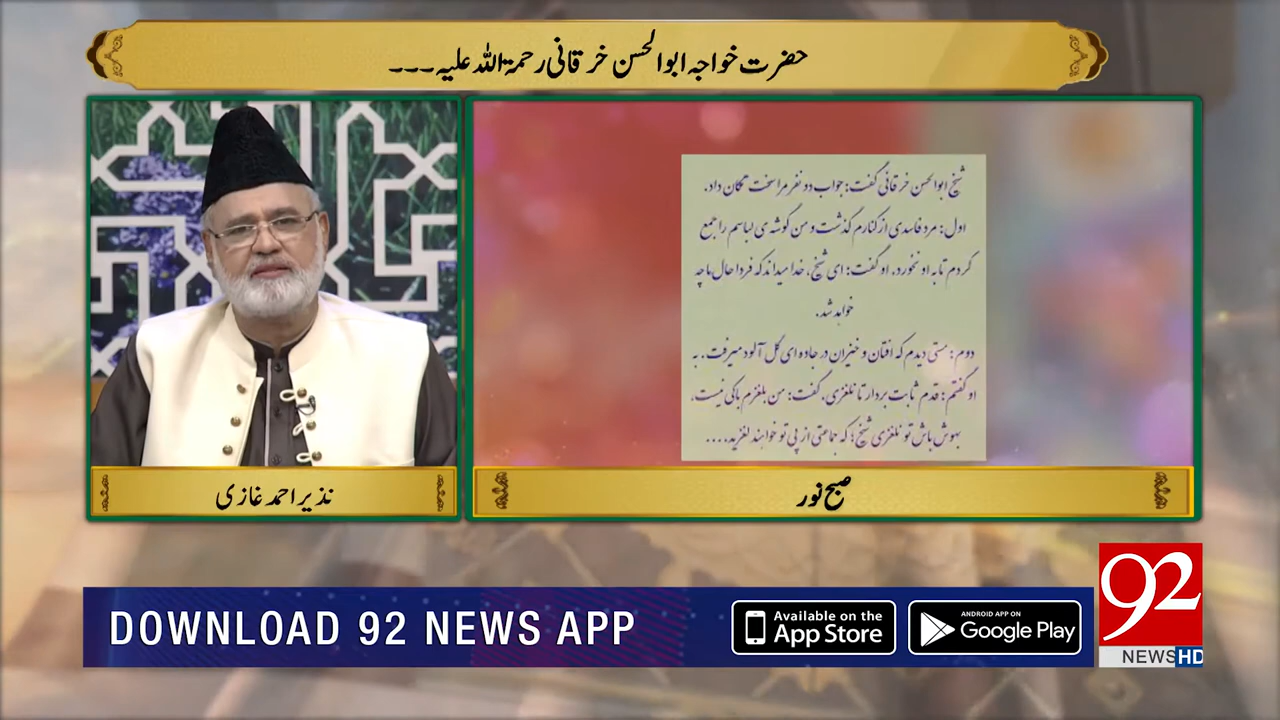 حضرت خواجہ ابوالحسن خرقانی رحمۃ اللہ علیہ ۔۔۔
شیخ ابوالحسن خرقانی گفت: جواب دو نفر مرا سخت تکان داد.
اول: مرد فاسدی از کنارم گذشت و من گوشه‌ی لباسم را جمع
کردم تا به او نخورد. او گفت: ای شیخ، خدا میداند که فردا حال ما چه
خواهد شد.
دوم: مستی دیدم که افتان و خیزان در جاده‌ای گل آلود میرفت. به
او گفتم: قدم ثابت بردار تا نلغزی. گفت: من بلغزم باکی نیست،
بهوش باش تو نلغزی شیخ؛ که جماعتی از پی تو خواهند لغزید....
نذیر احمد غازی
صبح نور
DOWNLOAD 92 NEWS APP
Available on the
App Store
ANDROID APP ON
Google Play
92
NEWS HD